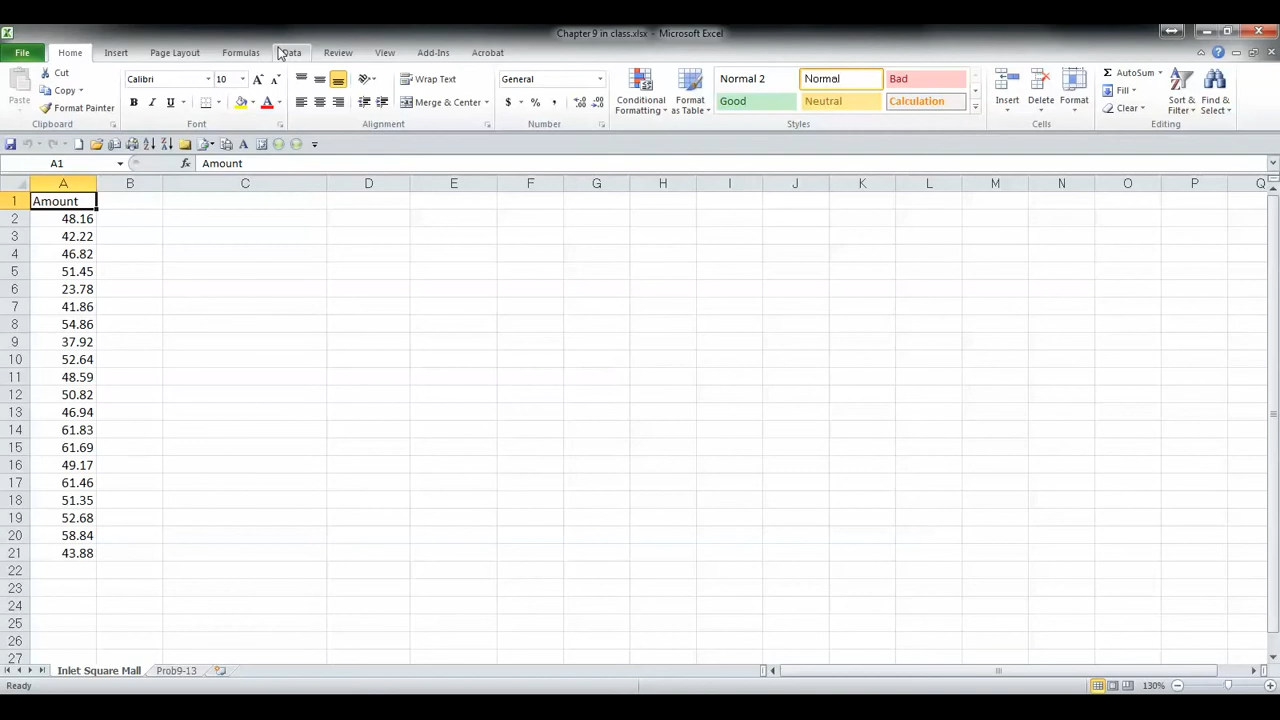 Chapter 9 in class.xlsx - Microsoft Excel
File Home Insert Page Layout Formulas Data Review View Add-Ins Acrobat
Cut Calibri 10 Wrap Text General Normal 2 Normal Bad AutoSum
Paste Copy Format Painter Merge & Center Conditional Formatting Format as Table Good Neutral Calculation Insert Delete Format Fill Clear Sort & Filter Find & Select
Clipboard Font Alignment Number Styles Cells Editing
A1 fx Amount
A B C D E F G H I J K L M N O P Q
1 Amount
2 48.16
3 42.22
4 46.82
5 51.45
6 23.78
7 41.86
8 54.86
9 37.92
10 52.64
11 48.59
12 50.82
13 46.94
14 61.83
15 61.69
16 49.17
17 61.46
18 51.35
19 52.68
20 58.84
21 43.88
22
23
24
25
26
27
Inlet Square Mall Prob9-13
Ready 130%